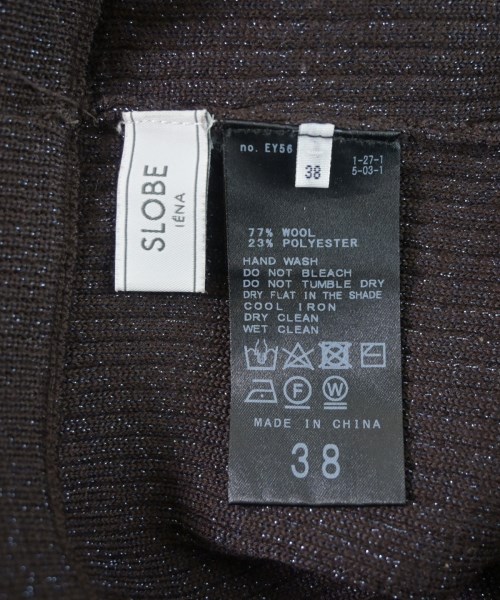 SLOBE
IÉNA
no. EY56
38
1-27-1
5-03-1
77% WOOL
23% POLYESTER
HAND WASH
DO NOT BLEACH
DO NOT TUMBLE DRY
DRY FLAT IN THE SHADE
COOL IRON
DRY CLEAN
WET CLEAN
F
W
MADE IN CHINA
38